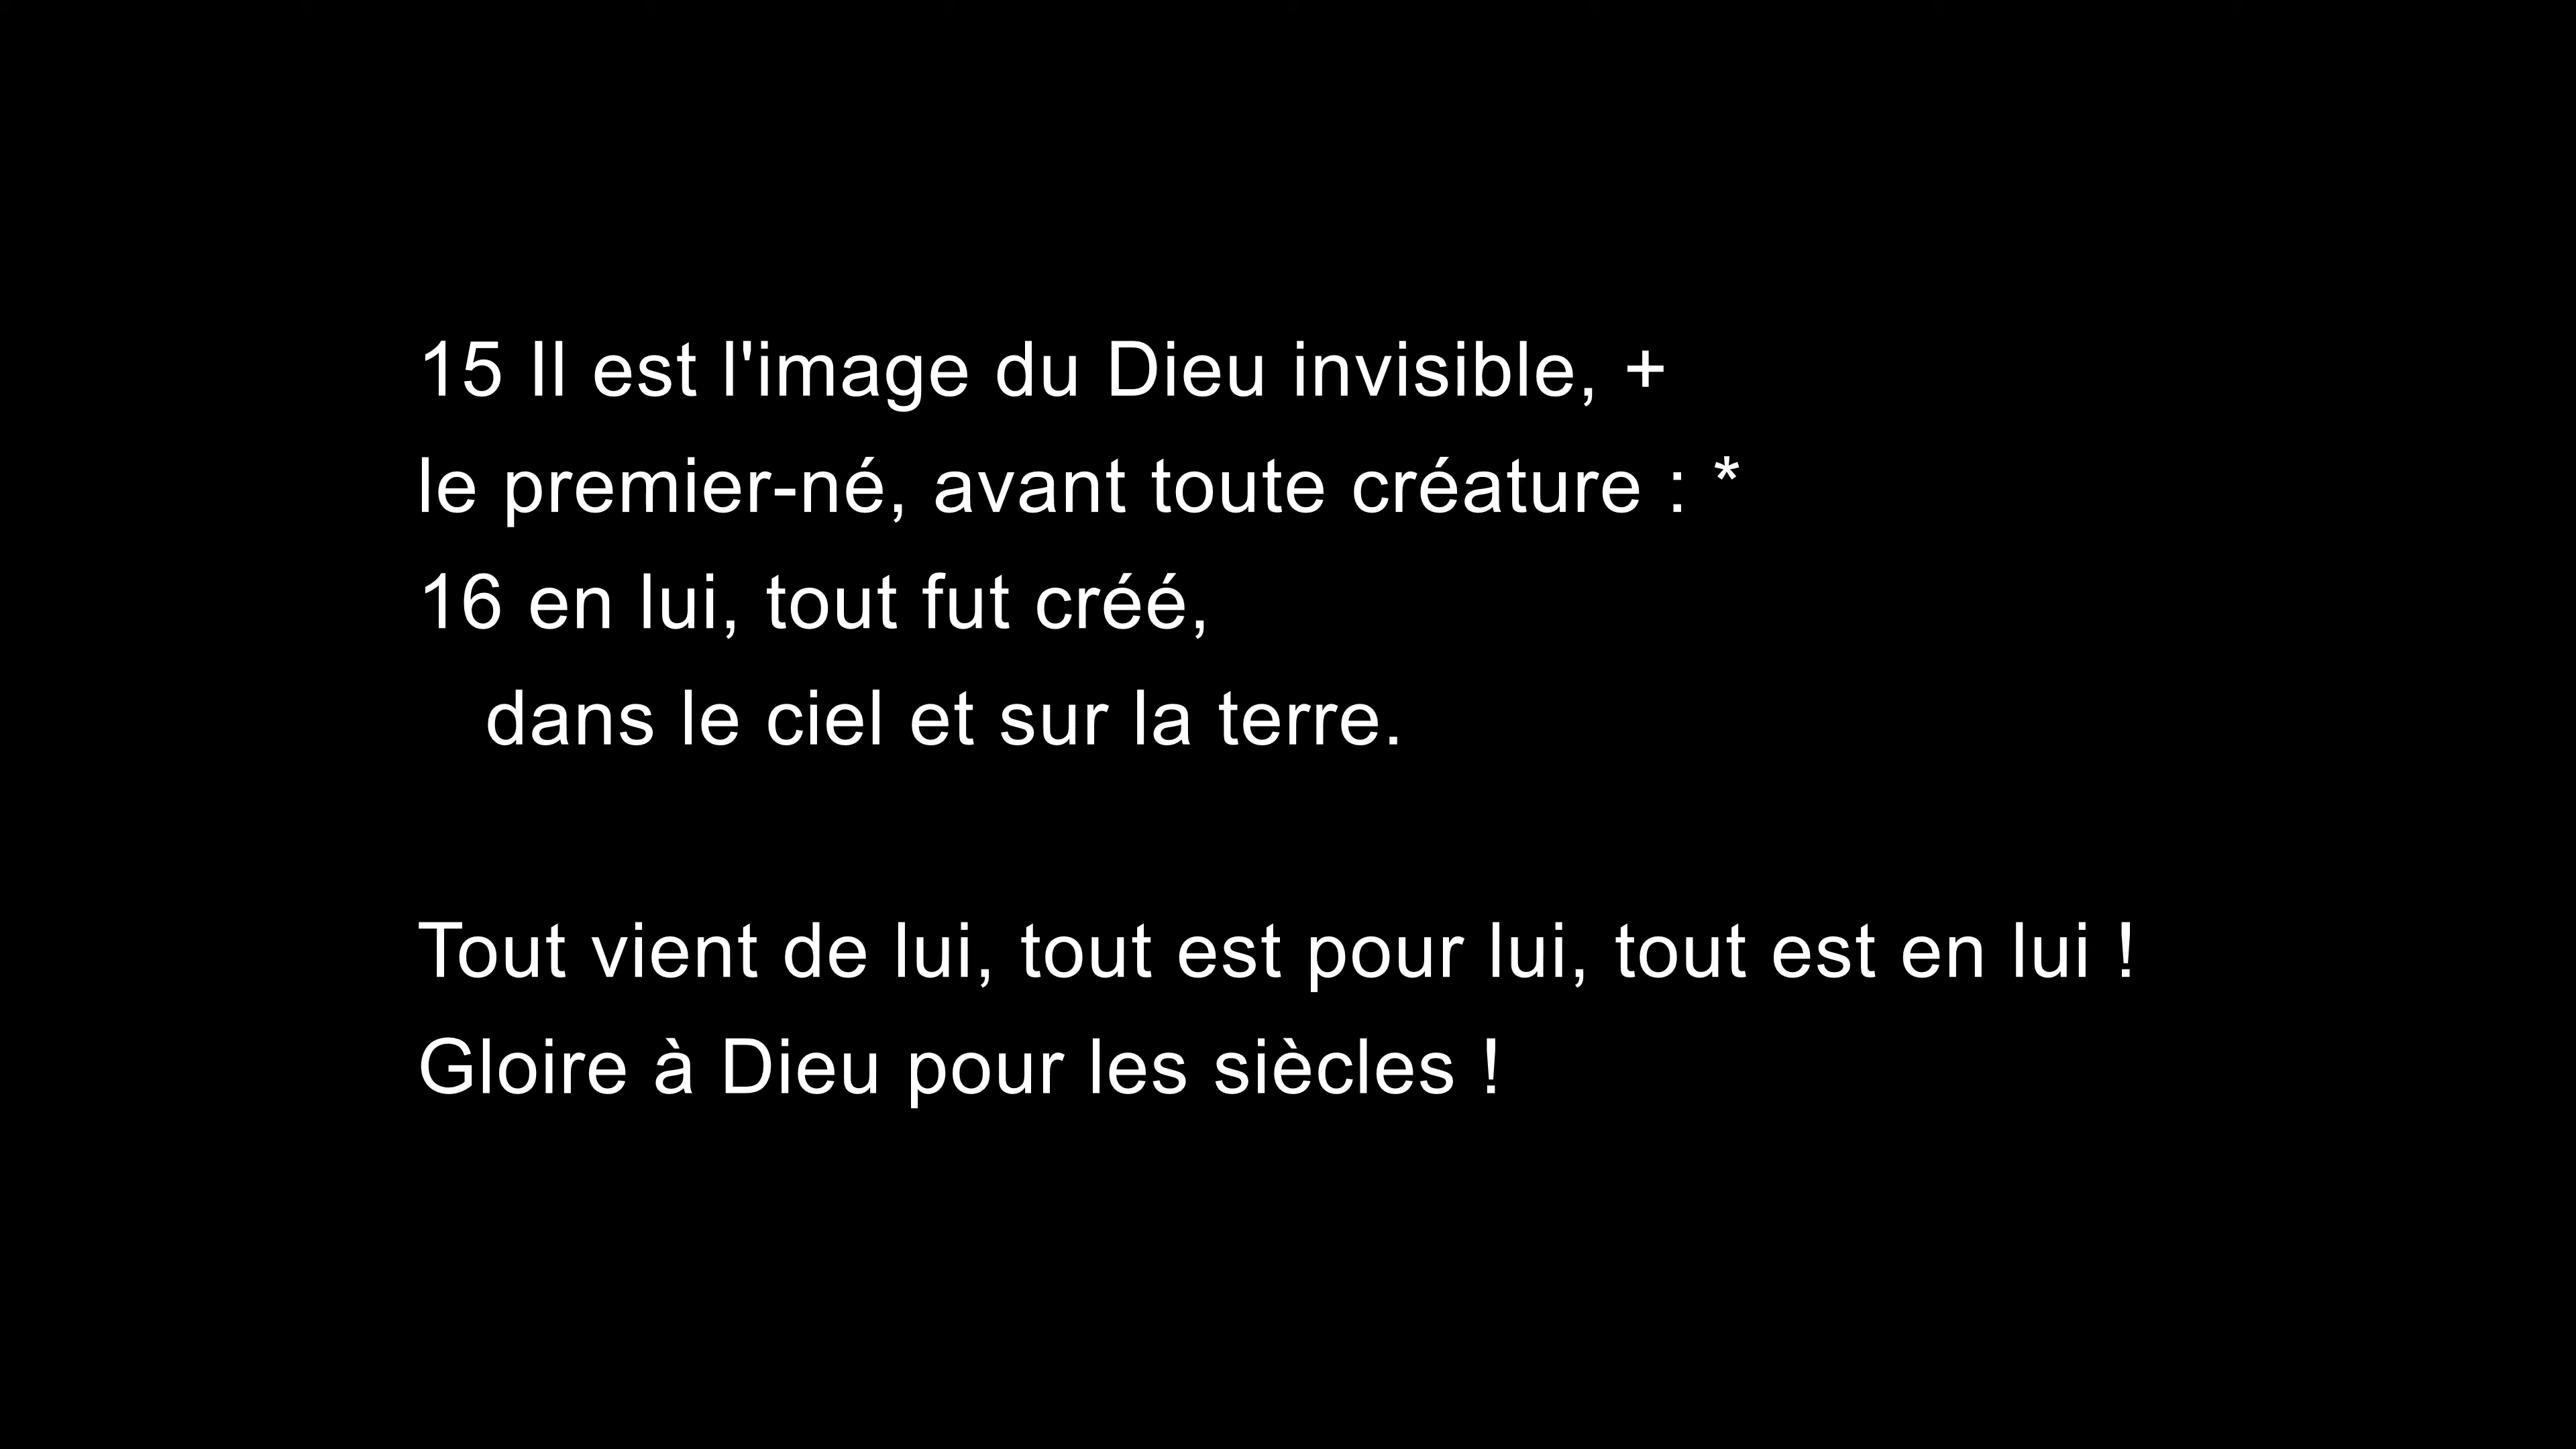 15 Il est l'image du Dieu invisible, +
le premier-né, avant toute créature : *
16 en lui, tout fut créé,
dans le ciel et sur la terre.
Tout vient de lui, tout est pour lui, tout est en lui !
Gloire à Dieu pour les siècles !